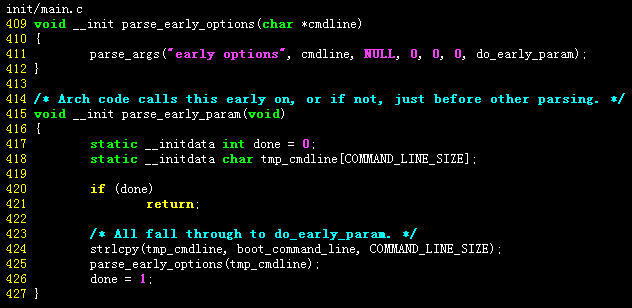 init/main.c
409 void __init parse_early_options(char *cmdline)
410 {
411         parse_args("early options", cmdline, NULL, 0, 0, 0, do_early_param);
412 }
413
414 /* Arch code calls this early on, or if not, just before other parsing. */
415 void __init parse_early_param(void)
416 {
417         static __initdata int done = 0;
418         static __initdata char tmp_cmdline[COMMAND_LINE_SIZE];
419
420         if (done)
421                 return;
422
423         /* All fall through to do_early_param. */
424         strlcpy(tmp_cmdline, boot_command_line, COMMAND_LINE_SIZE);
425         parse_early_options(tmp_cmdline);
426         done = 1;
427 }